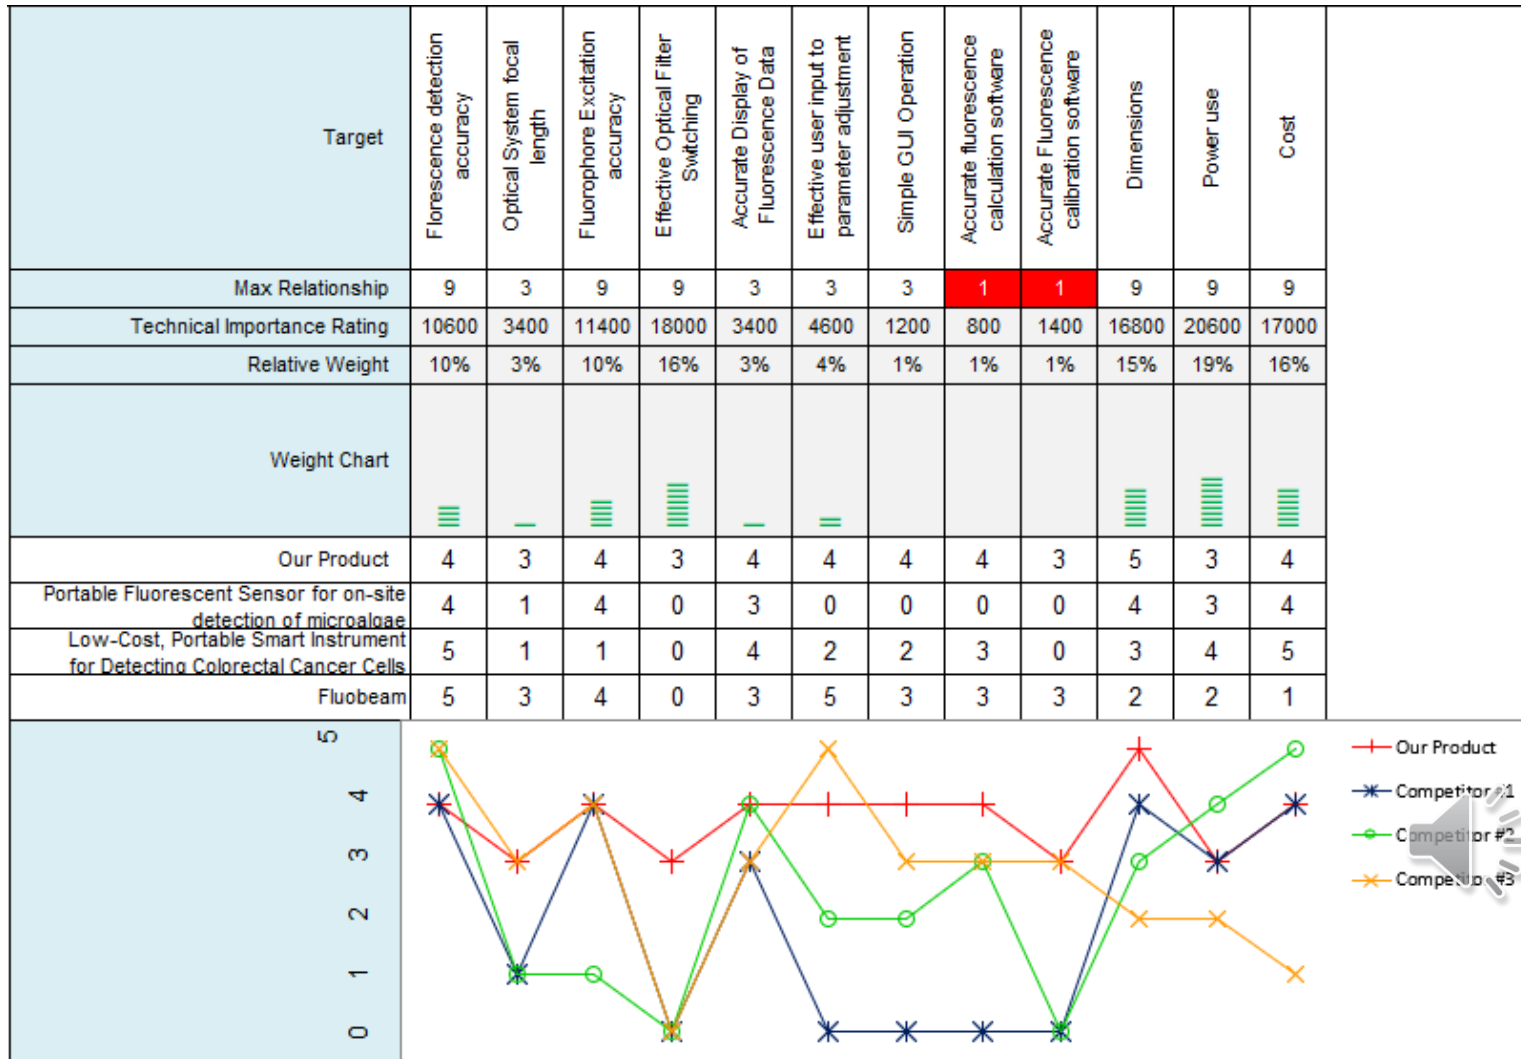 Target
Florescence detection
accuracy
Optical System focal
length
Fluorophore Excitation
accuracy
Effective Optical Filter
Switching
Accurate Display of
Fluorescence Data
Effective user input to
parameter adjustment
Simple GUI Operation
Accurate fluorescence
calculation software
Accurate Fluorescence
calibration software
Dimensions
Power use
Cost
Max Relationship 9 3 9 9 3 3 3 1 1 9 9 9
Technical Importance Rating 10600 3400 11400 18000 3400 4600 1200 800 1400 16800 20600 17000
Relative Weight 10% 3% 10% 16% 3% 4% 1% 1% 1% 15% 19% 16%
Weight Chart
Our Product 4 3 4 3 4 4 4 4 3 5 3 4
Portable Fluorescent Sensor for on-site
detection of microalgae 4 1 4 0 3 0 0 0 0 4 3 4
Low-Cost, Portable Smart Instrument
for Detecting Colorectal Cancer Cells 5 1 1 0 4 2 2 3 0 3 4 5
Fluobeam 5 3 4 0 3 5 3 3 3 2 2 1
5
4
3
2
1
0
Our Product
Competitor #1
Competitor #2
Competitor #3